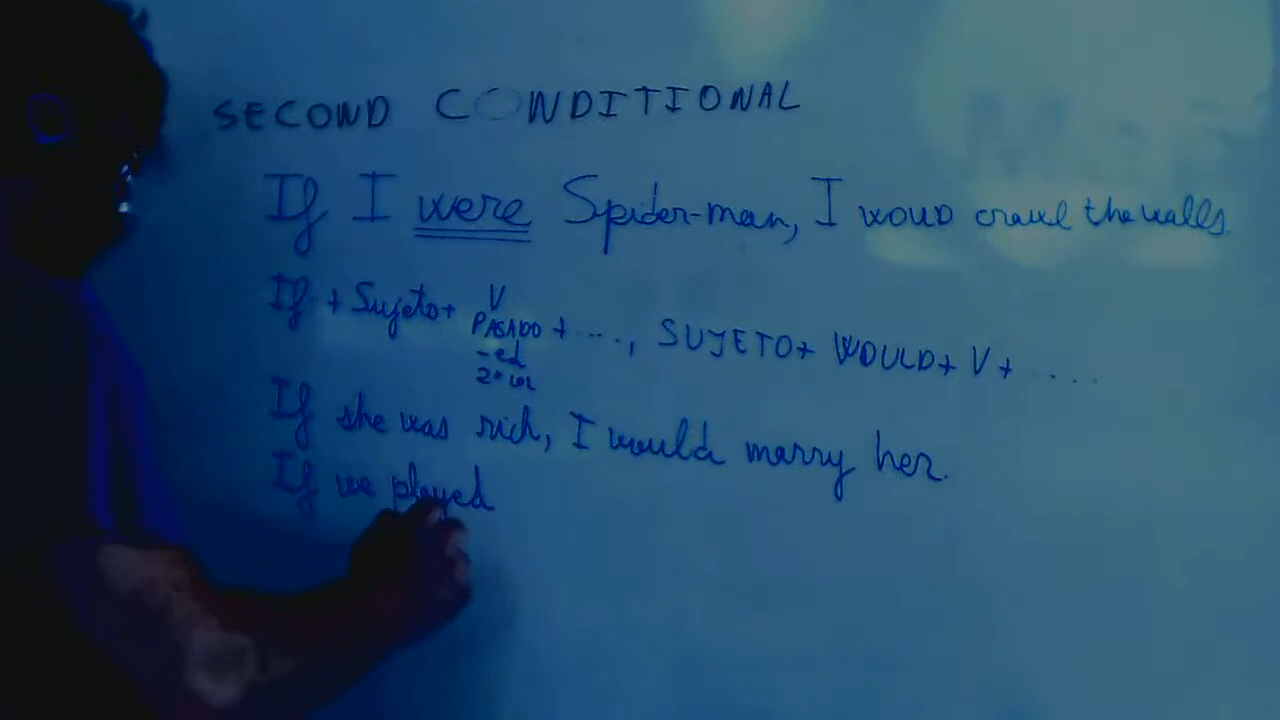 SECOND CONDITIONAL
If I were Spider-man, I WOULD crawl the walls.
If + Sujeto + V PASADO + ..., SUJETO + WOULD + V + ....
-ed
2ª col
If she was rich, I would marry her.
If we played